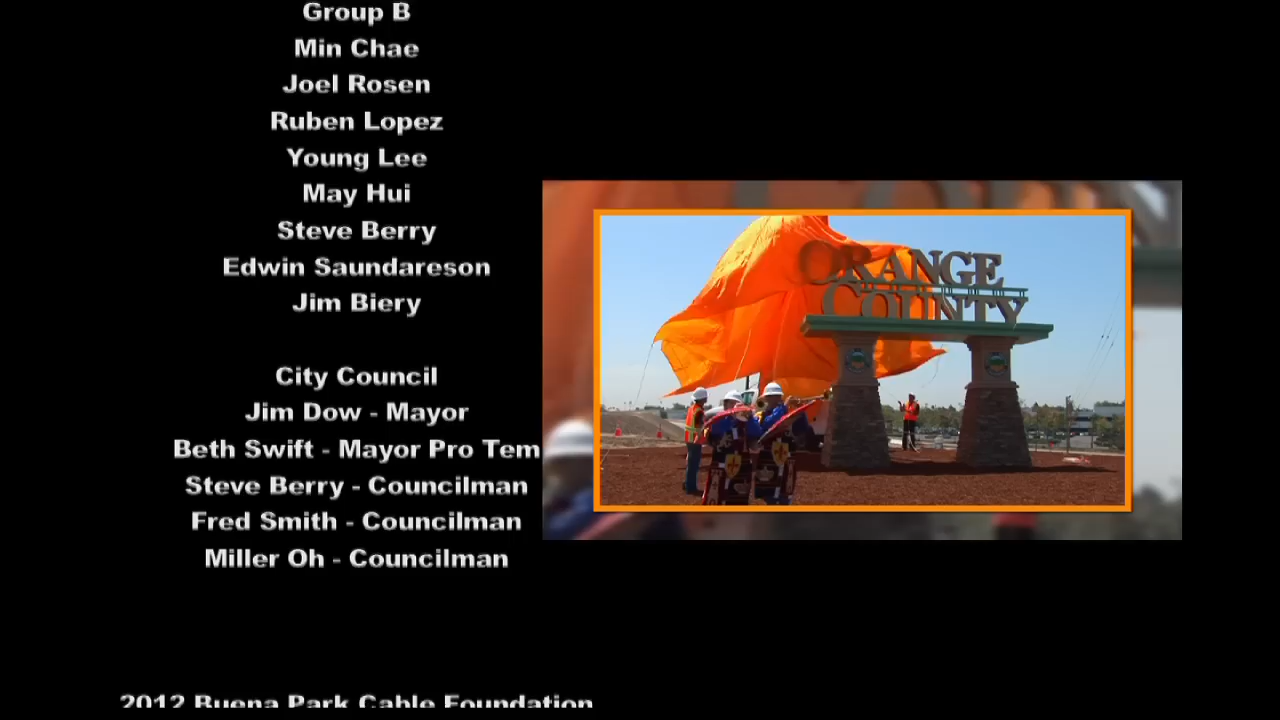 Group B
Min Chae
Joel Rosen
Ruben Lopez
Young Lee
May Hui
Steve Berry
Edwin Saundareson
Jim Biery
City Council
Jim Dow - Mayor
Beth Swift - Mayor Pro Tem
Steve Berry - Councilman
Fred Smith - Councilman
Miller Oh - Councilman
2012 Buena Park Cable Foundation
ORANGE
COUNTY